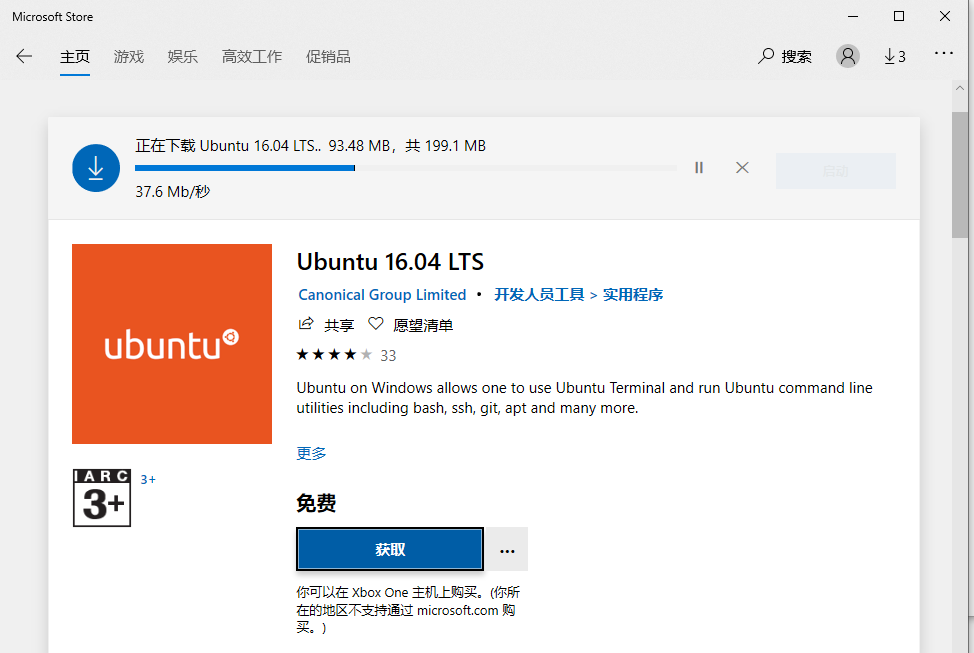 Microsoft Store
主页 游戏 娱乐 高效工作 促销品 搜索 3
正在下载 Ubuntu 16.04 LTS.. 93.48 MB，共 199.1 MB
37.6 Mb/秒
启动
Ubuntu 16.04 LTS
Canonical Group Limited • 开发人员工具 > 实用程序
共享 愿望清单
33
ubuntu
Ubuntu on Windows allows one to use Ubuntu Terminal and run Ubuntu command line
utilities including bash, ssh, git, apt and many more.
更多
IARC
3+
3+
免费
获取
...
你可以在 Xbox One 主机上购买。(你所
在的地区不支持通过 microsoft.com 购
买。)